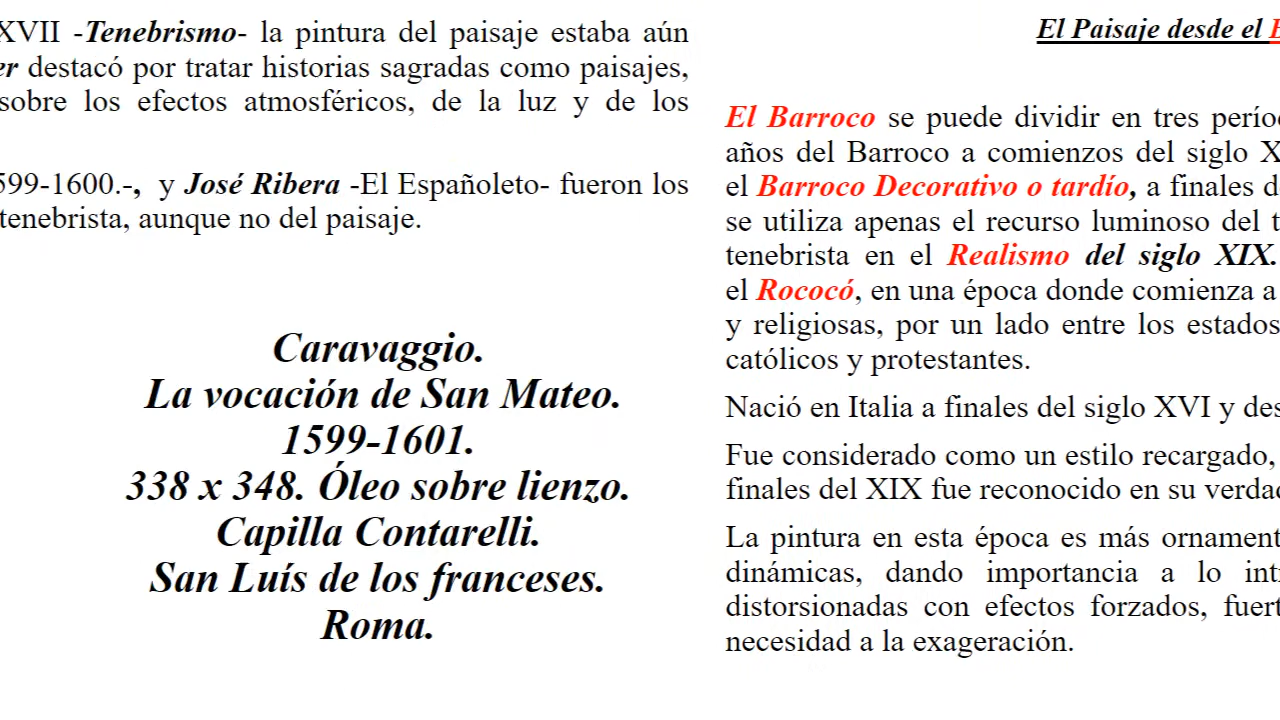 XVII -Tenebrismo- la pintura del paisaje estaba aún
destacó por tratar historias sagradas como paisajes,
sobre los efectos atmosféricos, de la luz y de los
599-1600.-, y José Ribera -El Españoleto- fueron los
tenebrista, aunque no del paisaje.
Caravaggio.
La vocación de San Mateo.
1599-1601.
338 x 348. Óleo sobre lienzo.
Capilla Contarelli.
San Luís de los franceses.
Roma.
El Paisaje desde el
El Barroco se puede dividir en tres
años del Barroco a comienzos del siglo
el Barroco Decorativo o tardío, a finales
se utiliza apenas el recurso luminoso del
tenebrista en el Realismo del siglo XIX.
el Rococó, en una época donde comienza a
y religiosas, por un lado entre los estados
católicos y protestantes.
Nació en Italia a finales del siglo XVI y
Fue considerado como un estilo recargado,
finales del XIX fue reconocido en su
La pintura en esta época es más
dinámicas, dando importancia a lo
distorsionadas con efectos forzados,
necesidad a la exageración.